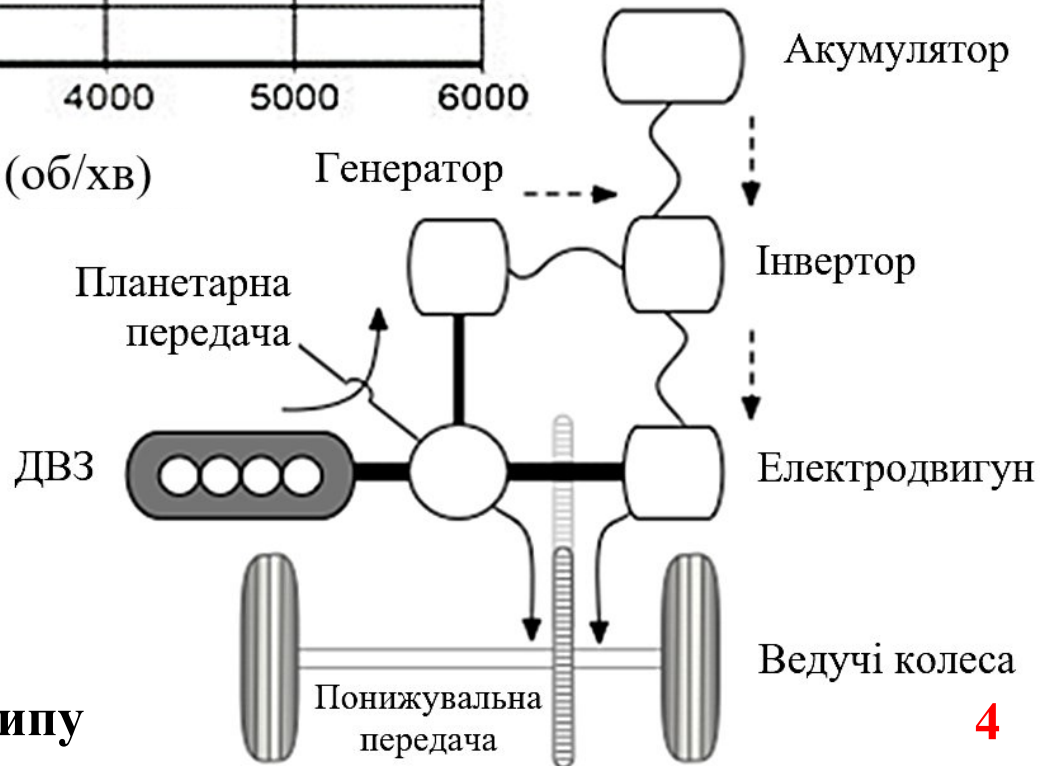 4000 5000 6000
(об/хв)
Акумулятор
Генератор
Інвертор
Планетарна
передача
ДВЗ
Електродвигун
Ведучі колеса
Понижувальна
передача
ипу
4